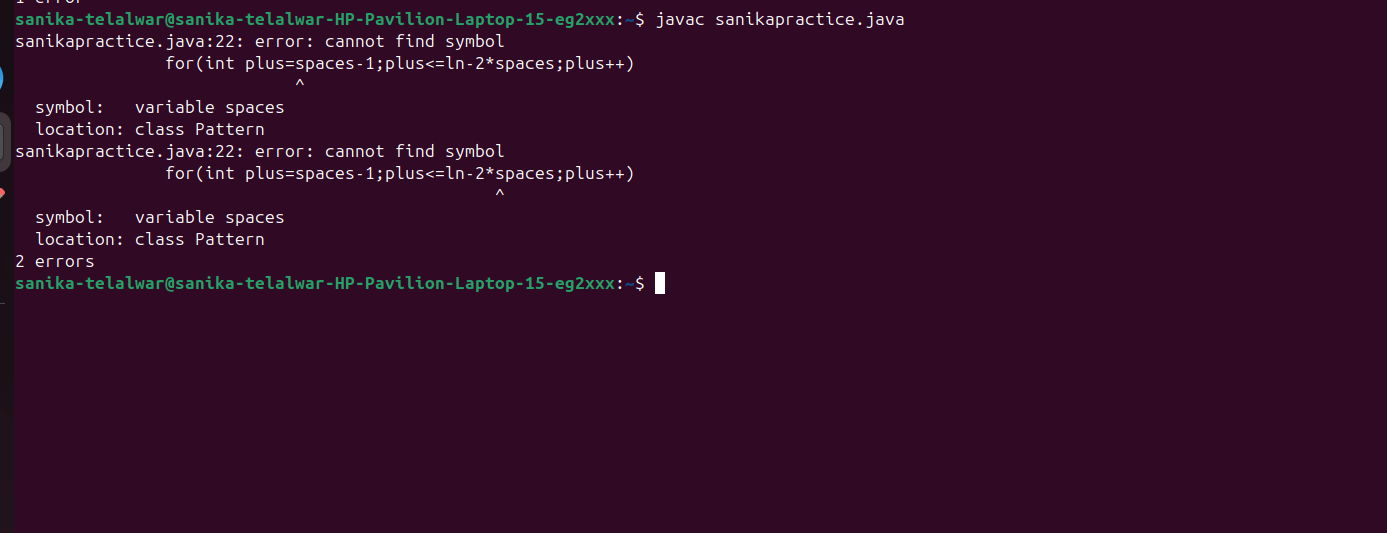 1 error
sanika-telalwar@sanika-telalwar-HP-Pavilion-Laptop-15-eg2xxx:~$ javac sanikapractice.java
sanikapractice.java:22: error: cannot find symbol
               for(int plus=spaces-1;plus<=ln-2*spaces;plus++)
                            ^
  symbol:   variable spaces
  location: class Pattern
sanikapractice.java:22: error: cannot find symbol
               for(int plus=spaces-1;plus<=ln-2*spaces;plus++)
                                                ^
  symbol:   variable spaces
  location: class Pattern
2 errors
sanika-telalwar@sanika-telalwar-HP-Pavilion-Laptop-15-eg2xxx:~$